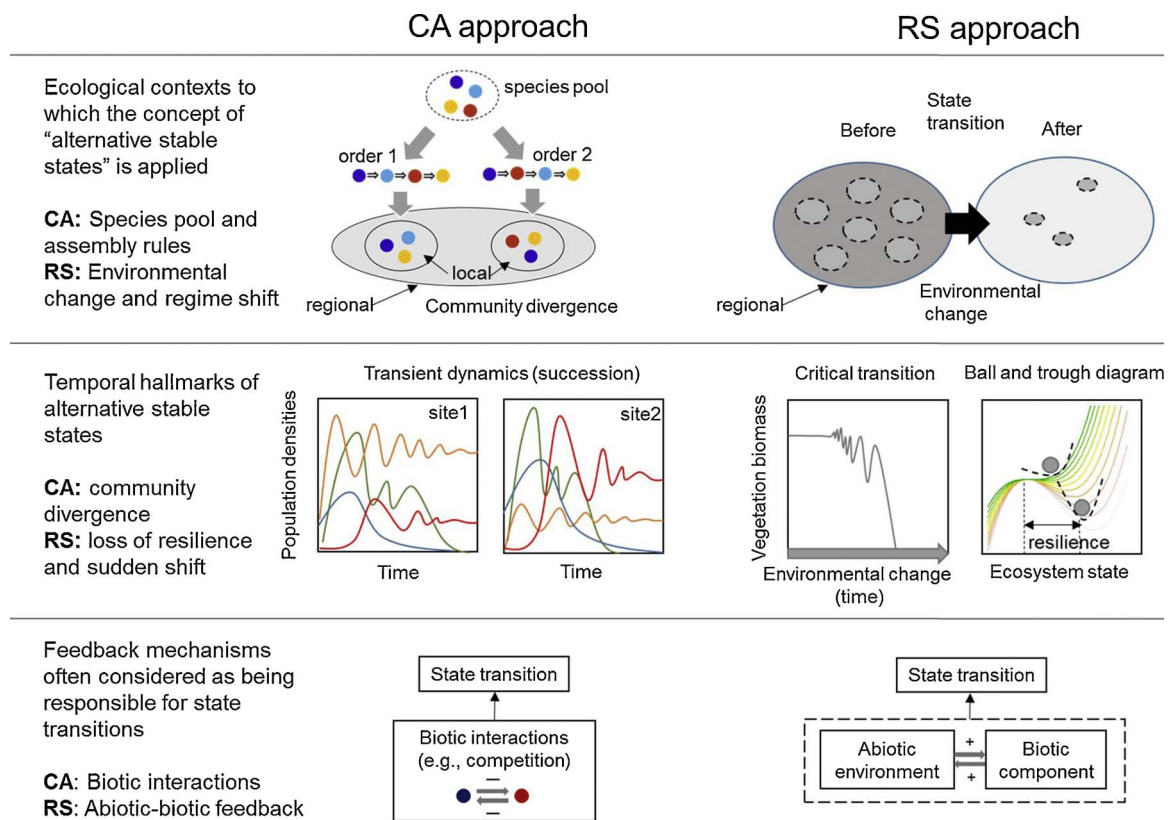 CA approach
RS approach
Ecological contexts to
which the concept of
“alternative stable
states” is applied
CA: Species pool and
assembly rules
RS: Environmental
change and regime shift
species pool
order 1
order 2
local
regional
Community divergence
State
transition
Before
After
regional
Environmental
change
Temporal hallmarks of
alternative stable
states
CA: community
divergence
RS: loss of resilience
and sudden shift
Transient dynamics (succession)
Population densities
site1
site2
Time
Time
Critical transition
Vegetation biomass
Environmental change
(time)
Ball and trough diagram
resilience
Ecosystem state
Feedback mechanisms
often considered as being
responsible for state
transitions
CA: Biotic interactions
RS: Abiotic-biotic feedback
State transition
Biotic interactions
(e.g., competition)
–
–
State transition
Abiotic
environment
+
+
Biotic
component